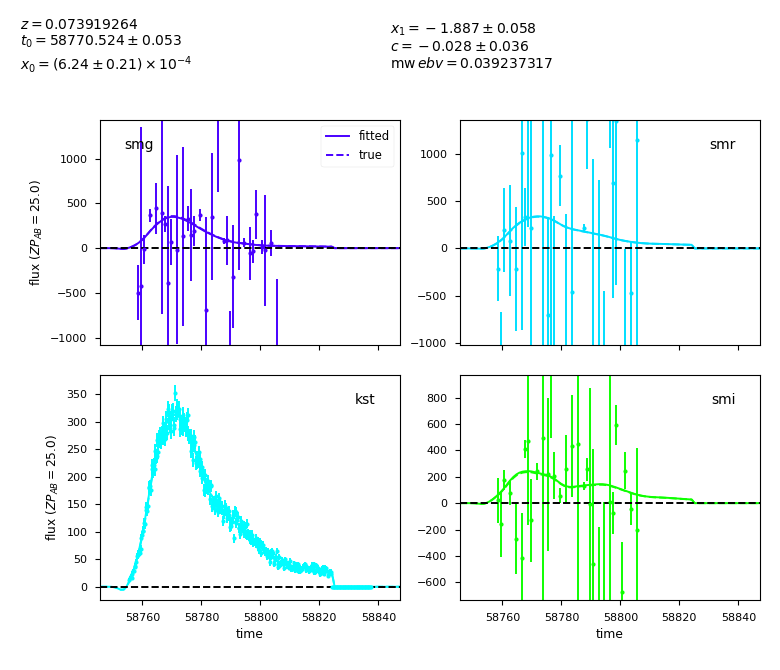 z = 0.073919264
t₀ = 58770.524 ± 0.053
x₀ = (6.24 ± 0.21) × 10⁻⁴
x₁ = −1.887 ± 0.058
c = −0.028 ± 0.036
mw ebv = 0.039237317
smg
fitted
true
smr
1000
500
0
−500
−1000
flux (ZP_AB = 25.0)
1000
500
0
−500
−1000
kst
smi
350
300
250
200
150
100
50
0
flux (ZP_AB = 25.0)
800
600
400
200
0
−200
−400
−600
58760 58780 58800 58820 58840
58760 58780 58800 58820 58840
time
time